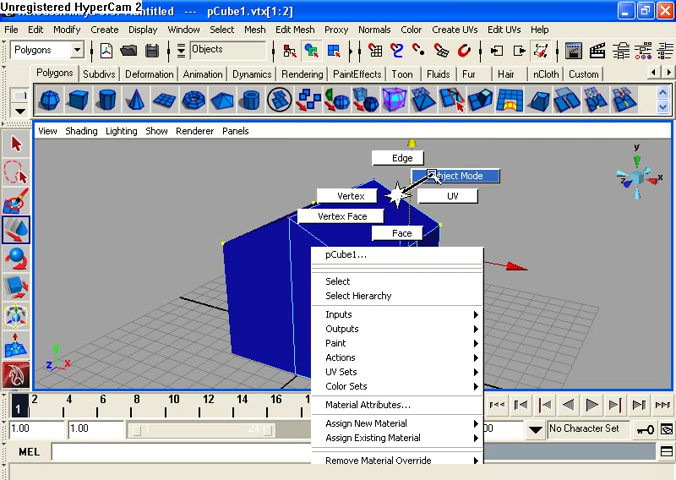 Unregistered HyperCam 2
ntitled --- pCube1.vtx[1:2]
File Edit Modify Create Display Window Select Mesh Edit Mesh Proxy Normals Color Create UVs Edit UVs
Polygons Objects
Polygons Subdivs Deformation Animation Dynamics Rendering PaintEffects Toon Fluids Fur Hair nCloth Custom
View Shading Lighting Show Renderer Panels
Edge
Object Mode
Vertex UV
Vertex Face
Face
pCube1...
Select
Select Hierarchy
Inputs
Outputs
Paint
Actions
UV Sets
Color Sets
Material Attributes...
Assign New Material
Assign Existing Material
Remove Material Override
y
x
z
y
z x
1 2 4 6 8 10 12 14 16
1.00 1.00 1 24 00 No Character Set
MEL